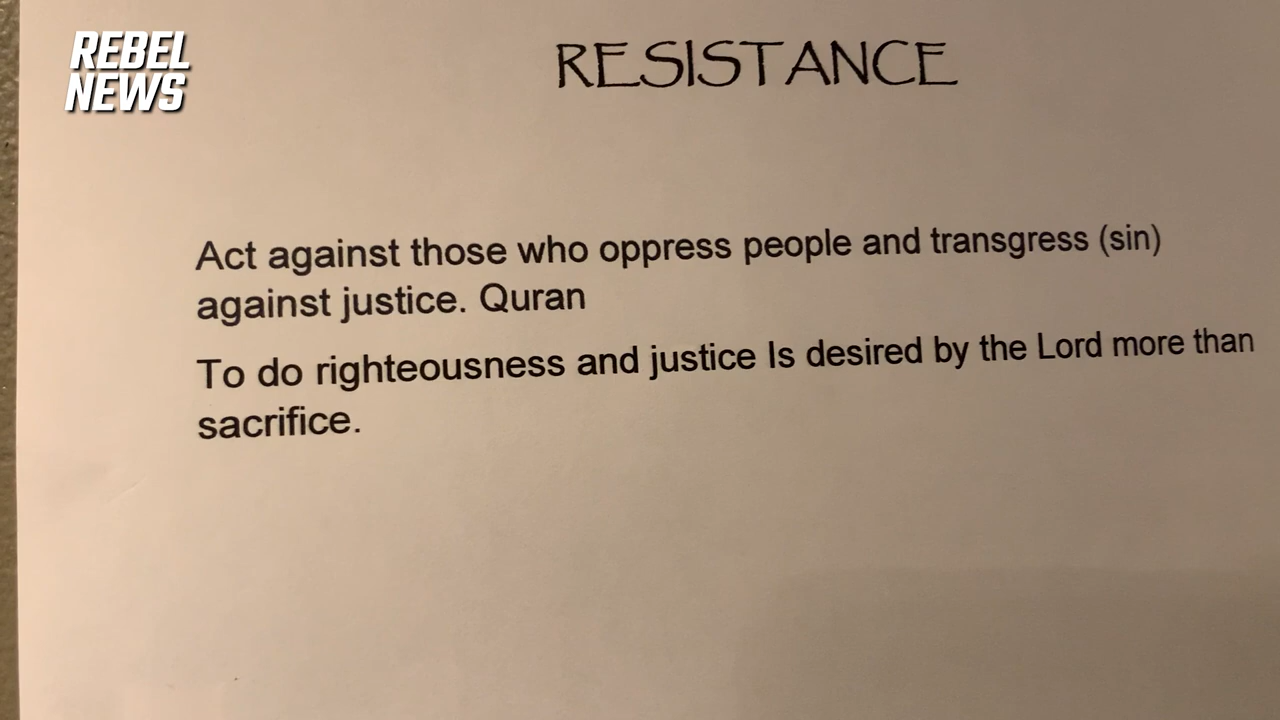 REBEL
NEWS
RESISTANCE
Act against those who oppress people and transgress (sin)
against justice. Quran
To do righteousness and justice Is desired by the Lord more than
sacrifice.